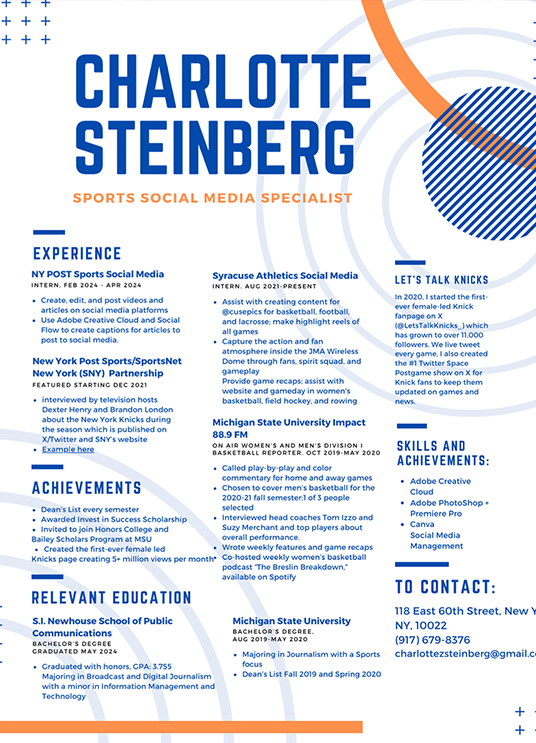 CHARLOTTE
STEINBERG
SPORTS SOCIAL MEDIA SPECIALIST
EXPERIENCE
NY POST Sports Social Media
INTERN, FEB 2024 - APR 2024
Create, edit, and post videos and
articles on social media platforms
Use Adobe Creative Cloud and Social
Flow to create captions for articles to
post to social media.
New York Post Sports/SportsNet
New York (SNY) Partnership
FEATURED STARTING DEC 2021
interviewed by television hosts
Dexter Henry and Brandon London
about the New York Knicks during
the season which is published on
X/Twitter and SNY's website
Example here
ACHIEVEMENTS
Dean's List every semester
Awarded Invest in Success Scholarship
Invited to join Honors College and
Bailey Scholars Program at MSU
Created the first-ever female led
Knicks page creating 5+ million views per month
RELEVANT EDUCATION
S.I. Newhouse School of Public
Communications
BACHELOR'S DEGREE
GRADUATED MAY 2024
Graduated with honors, GPA: 3.755
Majoring in Broadcast and Digital Journalism
with a minor in Information Management and
Technology
Syracuse Athletics Social Media
INTERN. AUG 2021-PRESENT
Assist with creating content for
@cusepics for basketball, football,
and lacrosse; make highlight reels of
all games
Capture the action and fan
atmosphere inside the JMA Wireless
Dome through fans, spirit squad, and
gameplay
Provide game recaps; assist with
website and gameday in women's
basketball, field hockey, and rowing
Michigan State University Impact
88.9 FM
ON AIR WOMEN'S AND MEN'S DIVISION I
BASKETBALL REPORTER. OCT 2019-MAY 2020
Called play-by-play and color
commentary for home and away games
Chosen to cover men's basketball for the
2020-21 fall semester;1 of 3 people
selected
Interviewed head coaches Tom Izzo and
Suzy Merchant and top players about
overall performance.
Wrote weekly features and game recaps
Co-hosted weekly women's basketball
podcast "The Breslin Breakdown,"
available on Spotify
Michigan State University
BACHELOR'S DEGREE.
AUG 2019-MAY 2020
Majoring in Journalism with a Sports
focus
Dean's List Fall 2019 and Spring 2020
LET'S TALK KNICKS
In 2020, I started the first-
ever female-led Knick
fanpage on X
(@LetsTalkKnicks_) which
has grown to over 11,000
followers. We live tweet
every game, I also created
the #1 Twitter Space
Postgame show on X for
Knick fans to keep them
updated on games and
news.
SKILLS AND
ACHIEVEMENTS:
Adobe Creative
Cloud
Adobe PhotoShop +
Premiere Pro
Canva
Social Media
Management
TO CONTACT:
118 East 60th Street, New Y
NY, 10022
(917) 679-8376
charlottezsteinberg@gmail.c